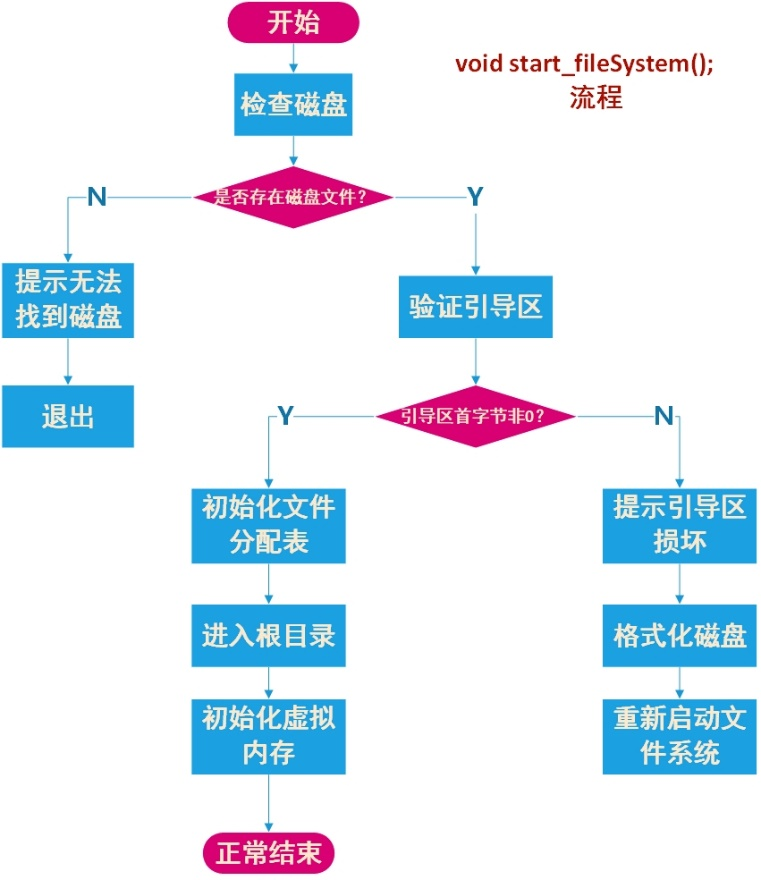 开始
void start_fileSystem();
流程
检查磁盘
是否存在磁盘文件?
N
Y
提示无法
找到磁盘
验证引导区
退出
引导区首字节非0?
Y
N
初始化文件
分配表
提示引导区
损坏
进入根目录
格式化磁盘
初始化虚拟
内存
重新启动文
件系统
正常结束